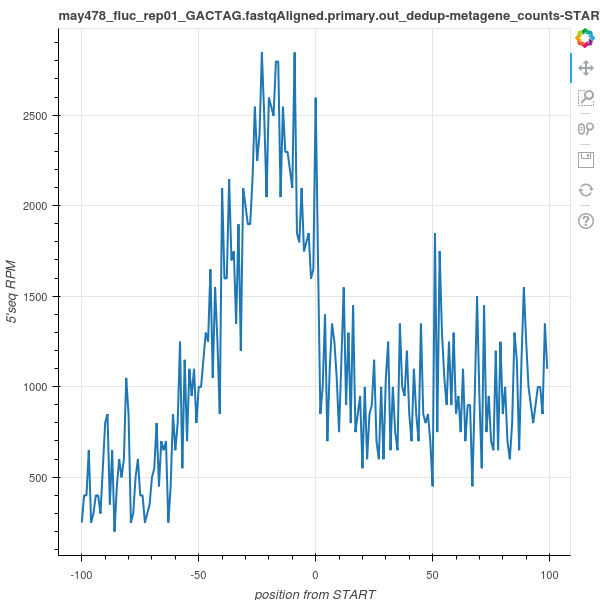 may478_fluc_rep01_GACTAG.fastqAligned.primary.out_dedup-metagene_counts-START
2500
2000
1500
1000
500
5'seq RPM
-100 -50 0 50 100
position from START